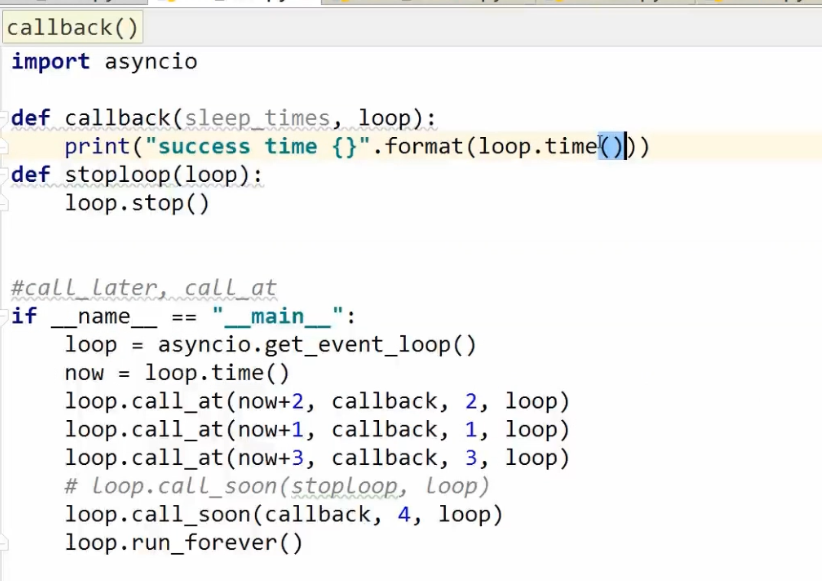 callback()
import asyncio
def callback(sleep_times, loop):
    print("success time {}".format(loop.time()))
def stoploop(loop):
    loop.stop()
#call_later, call_at
if __name__ == "__main__":
    loop = asyncio.get_event_loop()
    now = loop.time()
    loop.call_at(now+2, callback, 2, loop)
    loop.call_at(now+1, callback, 1, loop)
    loop.call_at(now+3, callback, 3, loop)
    # loop.call_soon(stoploop, loop)
    loop.call_soon(callback, 4, loop)
    loop.run_forever()